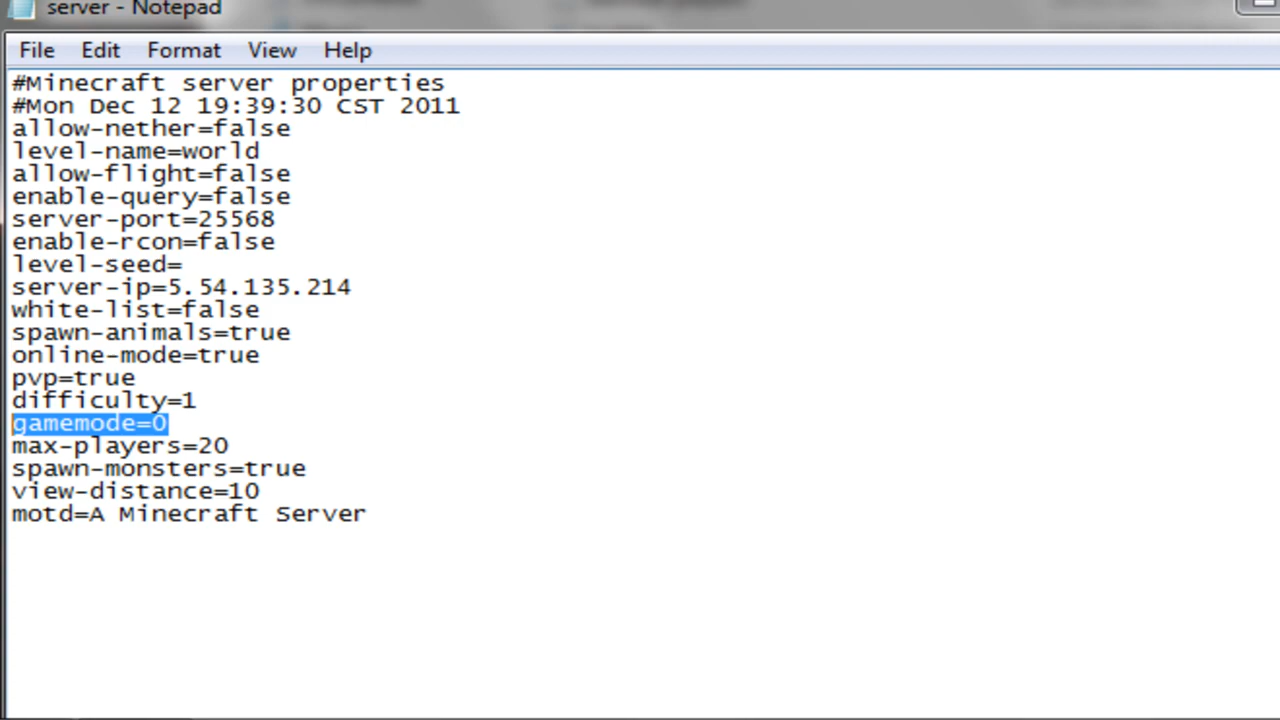 server - Notepad
File Edit Format View Help
#Minecraft server properties
#Mon Dec 12 19:39:30 CST 2011
allow-nether=false
level-name=world
allow-flight=false
enable-query=false
server-port=25568
enable-rcon=false
level-seed=
server-ip=5.54.135.214
white-list=false
spawn-animals=true
online-mode=true
pvp=true
difficulty=1
gamemode=0
max-players=20
spawn-monsters=true
view-distance=10
motd=A Minecraft Server